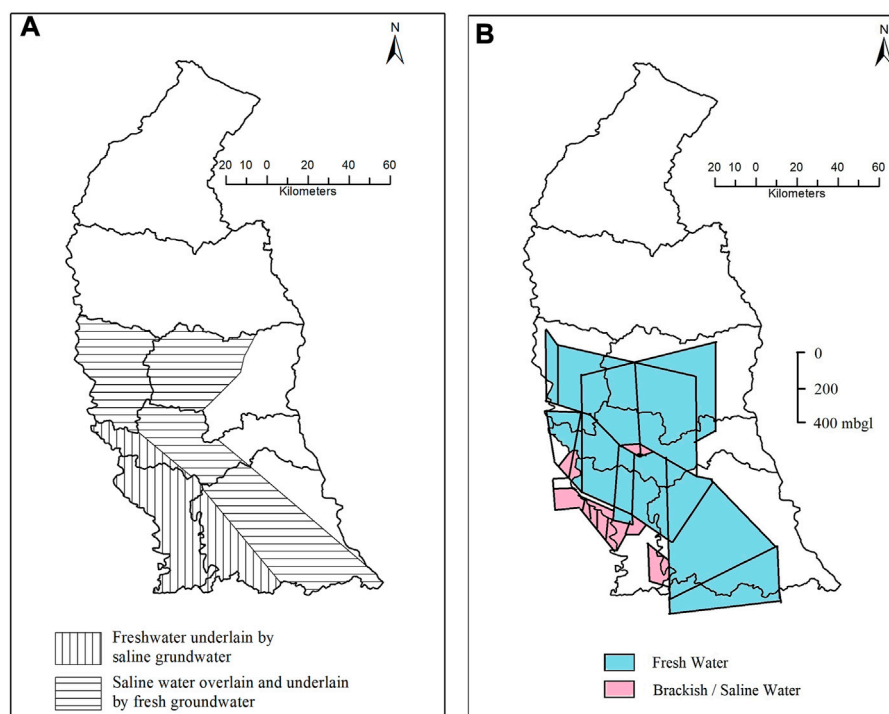 A
N
20 10 0 20 40 60
Kilometers
Freshwater underlain by
saline grundwater
Saline water overlain and underlain
by fresh groundwater
B
N
20 10 0 20 40 60
Kilometers
0
200
400 mbgl
Fresh Water
Brackish / Saline Water